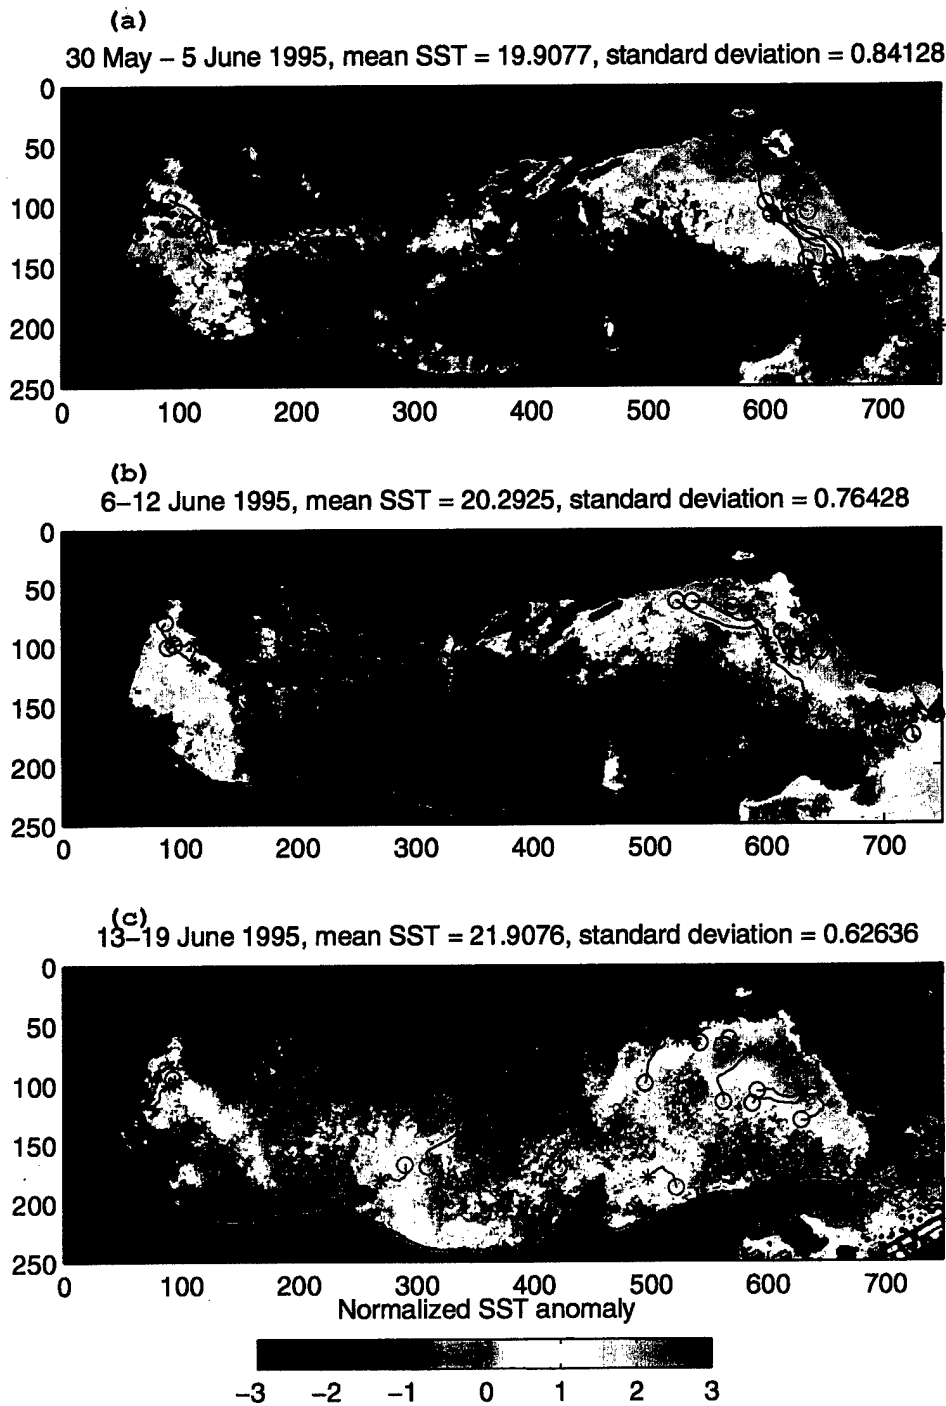 (a)
30 May – 5 June 1995, mean SST = 19.9077, standard deviation = 0.84128
0
50
100
150
200
250
0 100 200 300 400 500 600 700
(b)
6–12 June 1995, mean SST = 20.2925, standard deviation = 0.76428
0
50
100
150
200
250
0 100 200 300 400 500 600 700
(c)
13–19 June 1995, mean SST = 21.9076, standard deviation = 0.62636
0
50
100
150
200
250
0 100 200 300 400 500 600 700
Normalized SST anomaly
−3 −2 −1 0 1 2 3